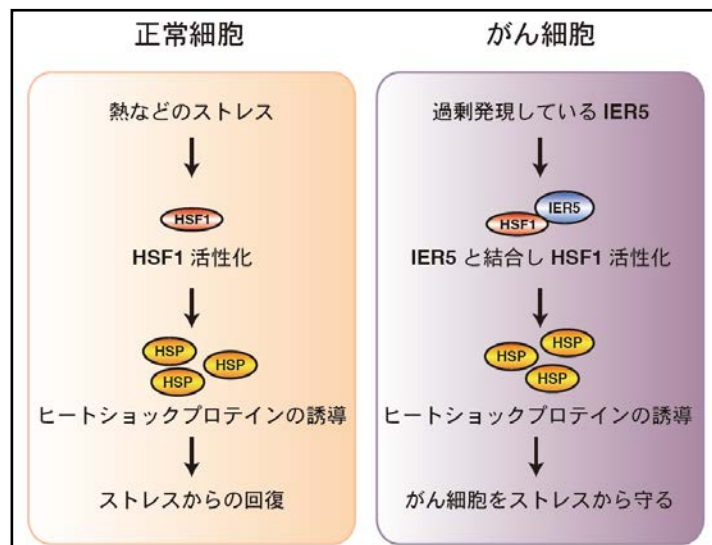 正常細胞
熱などのストレス
HSF1
HSF1 活性化
HSP
HSP
HSP
ヒートショックプロテインの誘導
ストレスからの回復
がん細胞
過剰発現している IER5
IER5
HSF1
IER5 と結合し HSF1 活性化
HSP
HSP
HSP
ヒートショックプロテインの誘導
がん細胞をストレスから守る